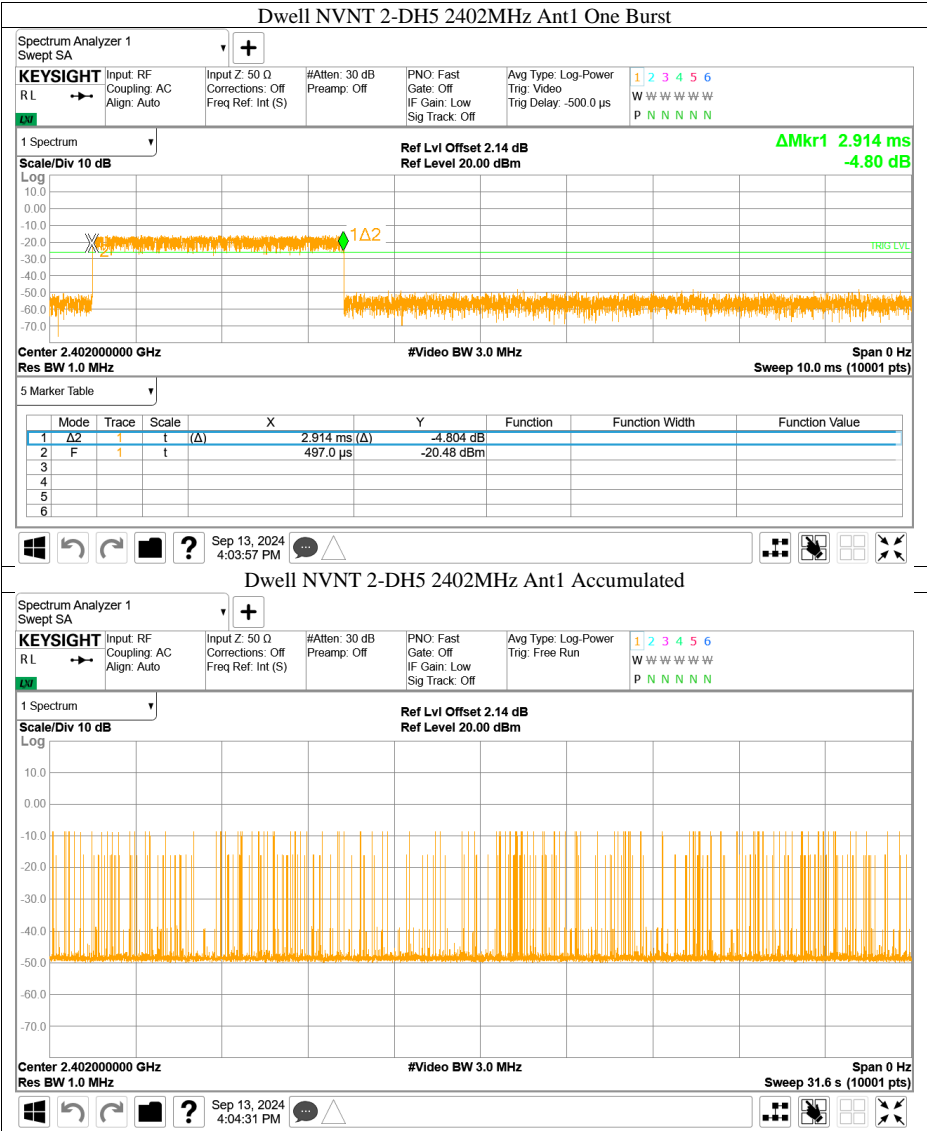 Dwell NVNT 2-DH5 2402MHz Ant1 One Burst
Spectrum Analyzer 1
Swept SA
▼
+
KEYSIGHT Input: RF Input Z: 50 Ω #Atten: 30 dB PNO: Fast Avg Type: Log-Power 1 2 3 4 5 6
RL Coupling: AC Corrections: Off Preamp: Off Gate: Off Trig: Video W W W W W W
Align: Auto Freq Ref: Int (S) IF Gain: Low Trig Delay: -500.0 µs
LXI Sig Track: Off P N N N N N
1 Spectrum ▼ Ref Lvl Offset 2.14 dB ΔMkr1 2.914 ms
Scale/Div 10 dB Ref Level 20.00 dBm -4.80 dB
Log
10.0
0.00
-10.0
-20.0 1Δ2 TRIG LVL
-30.0 2
-40.0
-50.0
-60.0
-70.0
Center 2.402000000 GHz #Video BW 3.0 MHz Span 0 Hz
Res BW 1.0 MHz Sweep 10.0 ms (10001 pts)
5 Marker Table ▼
Mode Trace Scale X Y Function Function Width Function Value
1 Δ2 1 t (Δ) 2.914 ms (Δ) -4.804 dB
2 F 1 t 497.0 µs -20.48 dBm
3
4
5
6
? Sep 13, 2024
4:03:57 PM
Dwell NVNT 2-DH5 2402MHz Ant1 Accumulated
Spectrum Analyzer 1
Swept SA
▼
+
KEYSIGHT Input: RF Input Z: 50 Ω #Atten: 30 dB PNO: Fast Avg Type: Log-Power 1 2 3 4 5 6
RL Coupling: AC Corrections: Off Preamp: Off Gate: Off Trig: Free Run W W W W W W
Align: Auto Freq Ref: Int (S) IF Gain: Low
LXI Sig Track: Off P N N N N N
1 Spectrum ▼ Ref Lvl Offset 2.14 dB
Scale/Div 10 dB Ref Level 20.00 dBm
Log
10.0
0.00
-10.0
-20.0
-30.0
-40.0
-50.0
-60.0
-70.0
Center 2.402000000 GHz #Video BW 3.0 MHz Span 0 Hz
Res BW 1.0 MHz Sweep 31.6 s (10001 pts)
? Sep 13, 2024
4:04:31 PM